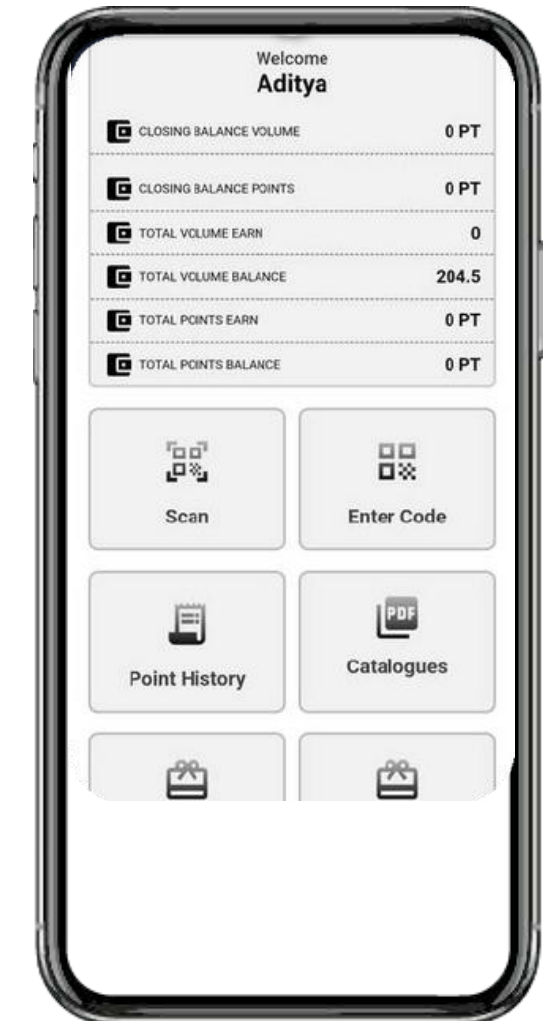 Welcome
Aditya
CLOSING BALANCE VOLUME 0 PT
CLOSING BALANCE POINTS 0 PT
TOTAL VOLUME EARN 0
TOTAL VOLUME BALANCE 204.5
TOTAL POINTS EARN 0 PT
TOTAL POINTS BALANCE 0 PT
Scan Enter Code
PDF
Point History Catalogues